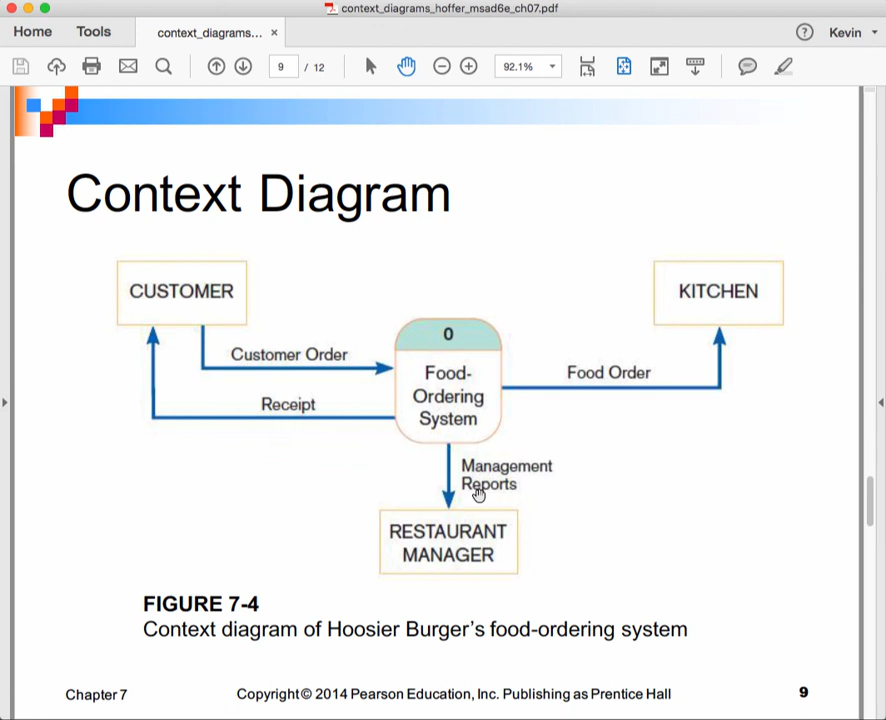 context_diagrams_hoffer_msad6e_ch07.pdf
Home
Tools
context_diagrams... ×
?
Kevin
9
/ 12
92.1%
Context Diagram
CUSTOMER
KITCHEN
0
Customer Order
Food-
Ordering
System
Food Order
Receipt
Management
Reports
RESTAURANT
MANAGER
FIGURE 7-4
Context diagram of Hoosier Burger's food-ordering system
Chapter 7
Copyright © 2014 Pearson Education, Inc. Publishing as Prentice Hall
9